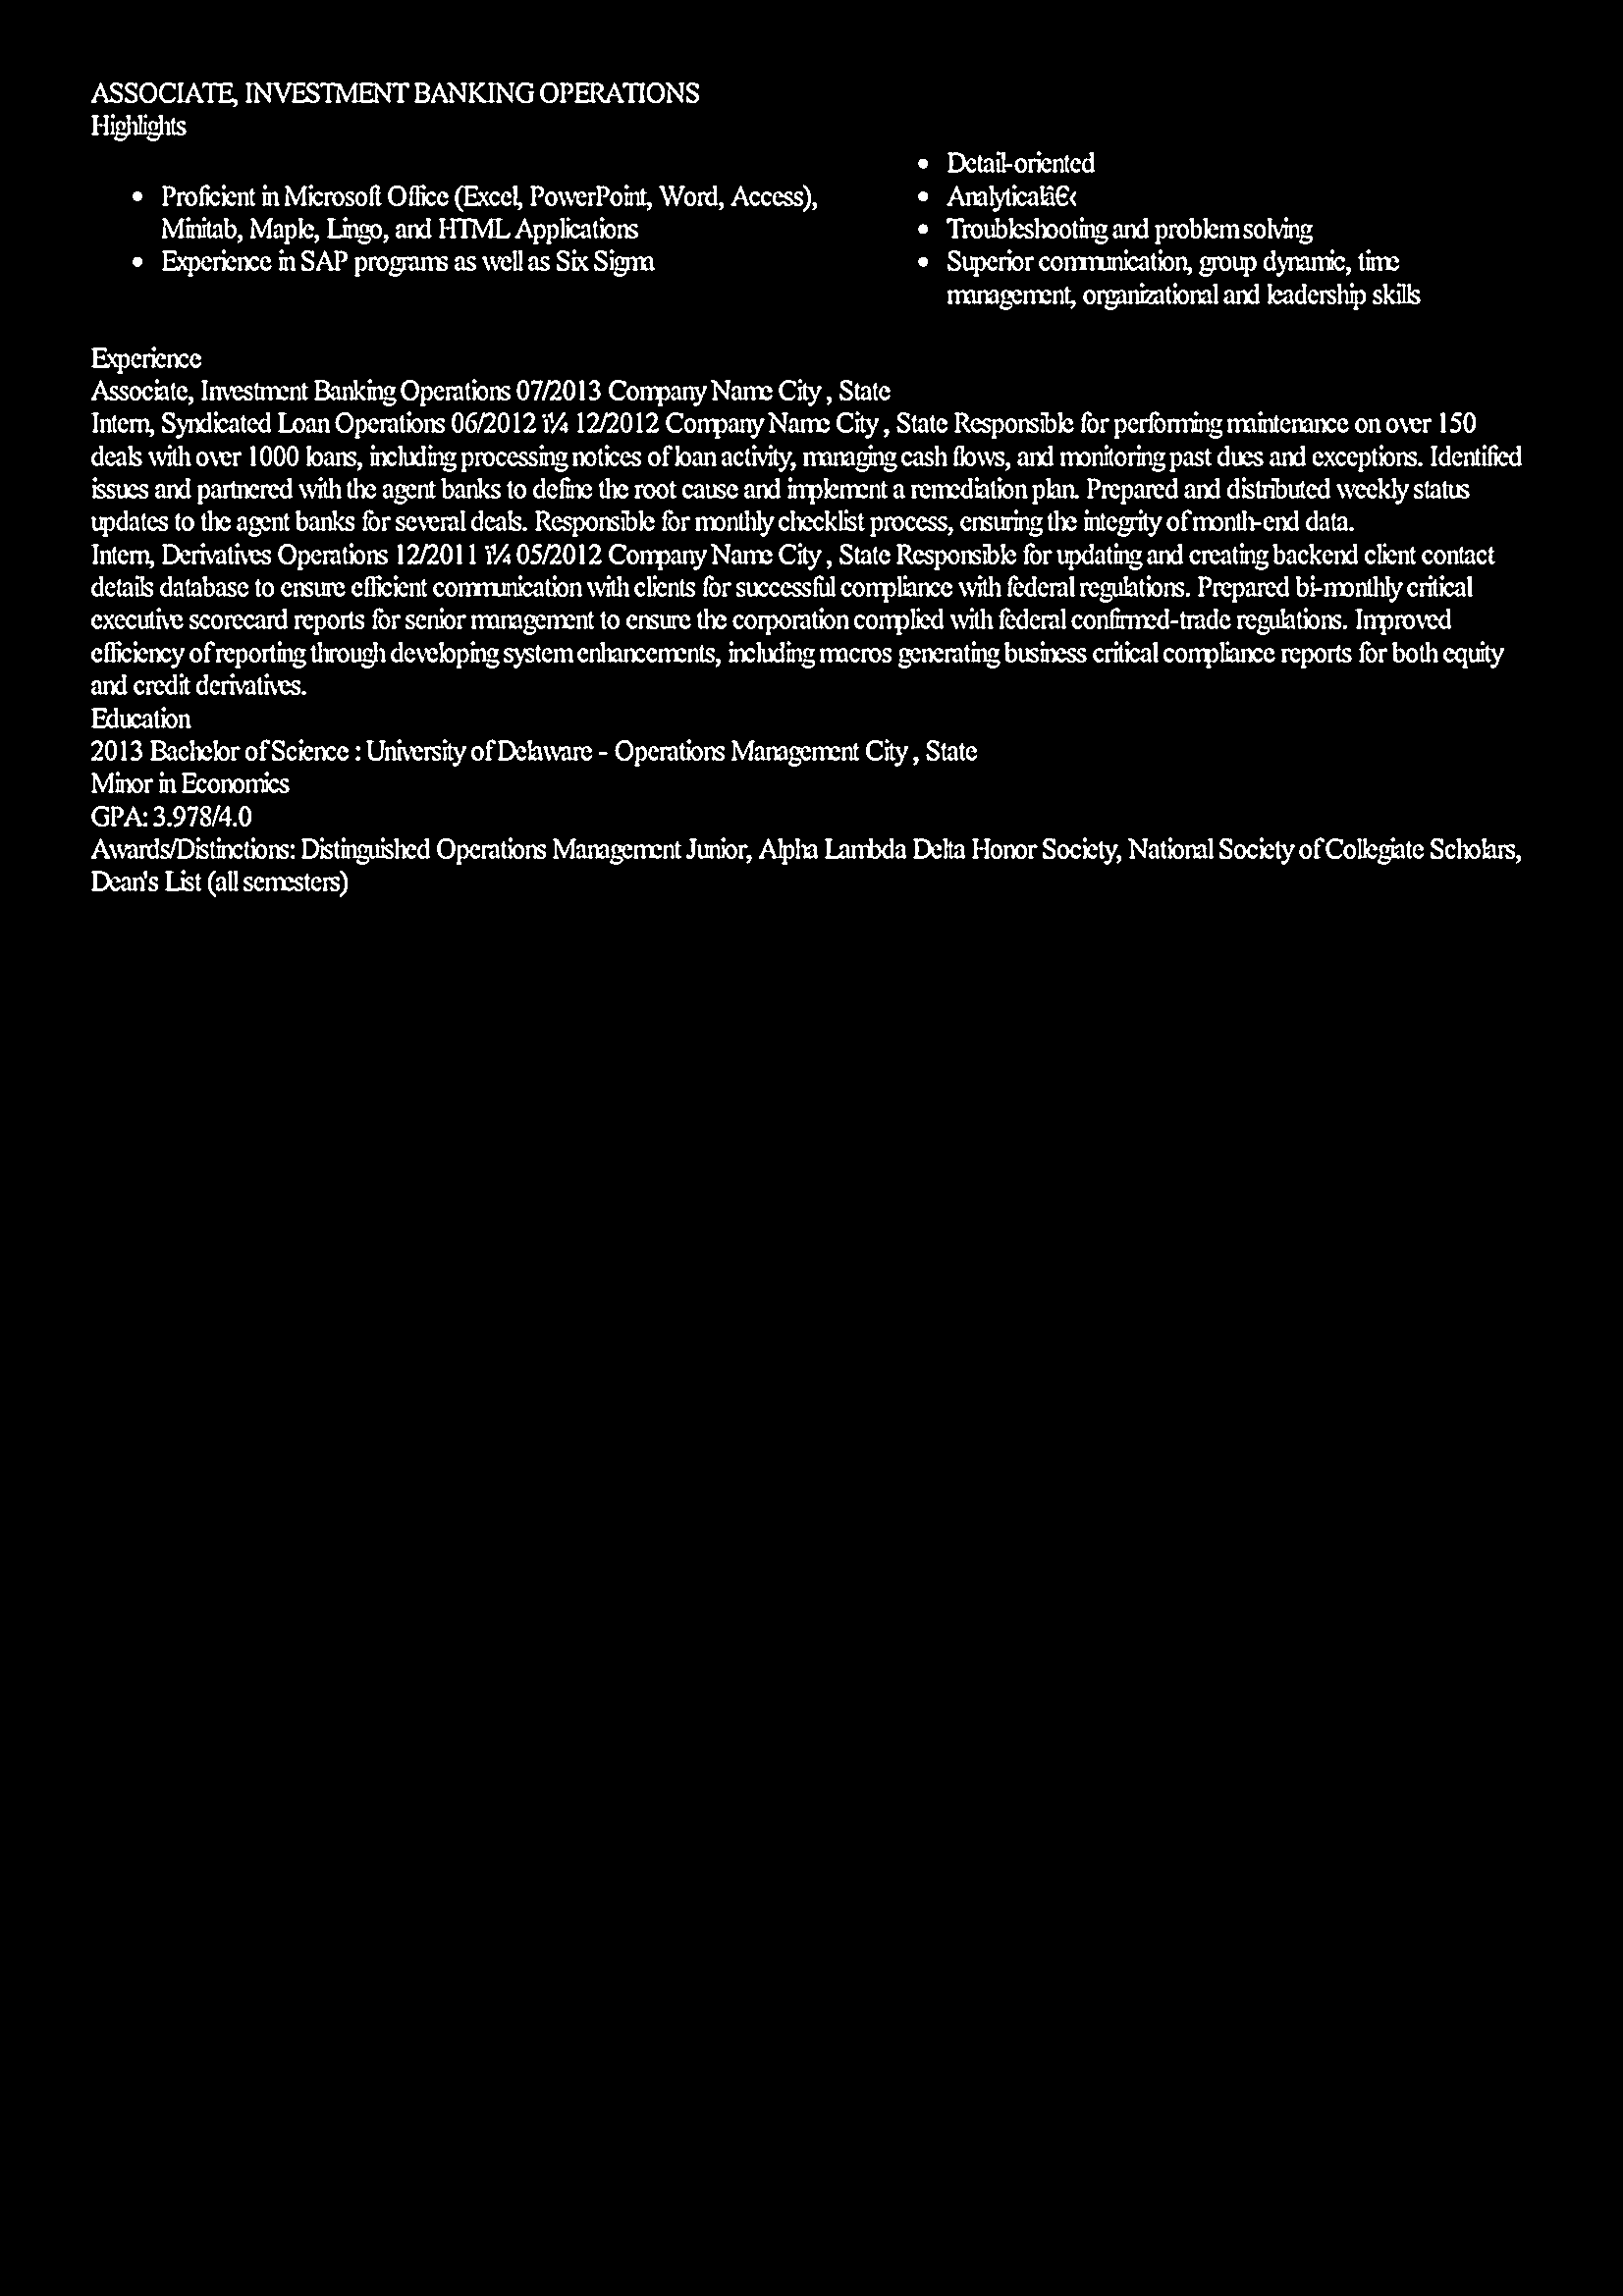 ASSOCIATE, INVESTMENT BANKING OPERATIONS
Highlights
Proficient in Microsoft Office (Excel, PowerPoint, Word, Access),
Minitab, Maple, Lingo, and HTML Applications
Experience in SAP programs as well as Six Sigma
Detail-oriented
Analyticalâ€‹
Troubleshooting and problem solving
Superior communication, group dynamic, time
management, organizational and leadership skills
Experience
Associate, Investment Banking Operations 07/2013 Company Name City , State
Intern, Syndicated Loan Operations 06/2012 ï¼ 12/2012 Company Name City , State Responsible for performing maintenance on over 150
deals with over 1000 loans, including processing notices of loan activity, managing cash flows, and monitoring past dues and exceptions. Identified
issues and partnered with the agent banks to define the root cause and implement a remediation plan. Prepared and distributed weekly status
updates to the agent banks for several deals. Responsible for monthly checklist process, ensuring the integrity of month-end data.
Intern, Derivatives Operations 12/2011 ï¼ 05/2012 Company Name City , State Responsible for updating and creating backend client contact
details database to ensure efficient communication with clients for successful compliance with federal regulations. Prepared bi-monthly critical
executive scorecard reports for senior management to ensure the corporation complied with federal confirmed-trade regulations. Improved
efficiency of reporting through developing system enhancements, including macros generating business critical compliance reports for both equity
and credit derivatives.
Education
2013 Bachelor of Science : University of Delaware - Operations Management City , State
Minor in Economics
GPA: 3.978/4.0
Awards/Distinctions: Distinguished Operations Management Junior, Alpha Lambda Delta Honor Society, National Society of Collegiate Scholars,
Dean's List (all semesters)